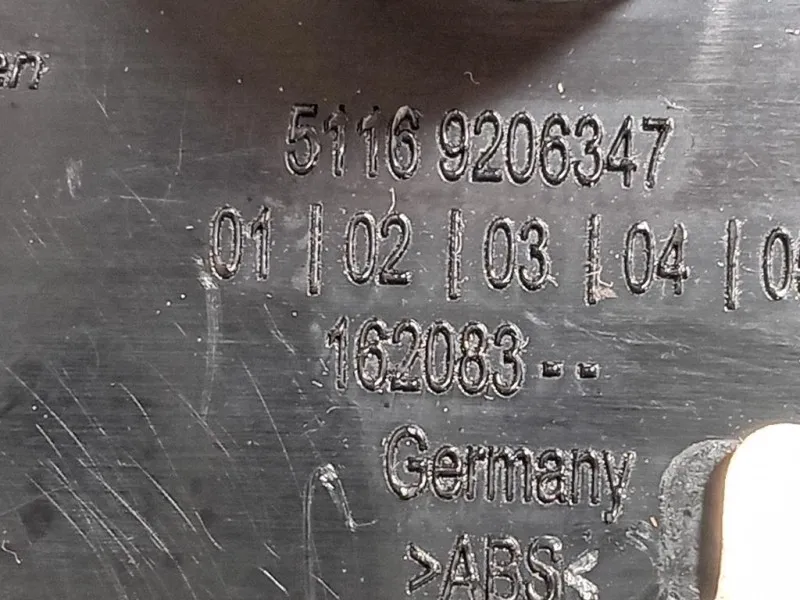 5116 9206347
01 | 02 | 03 | 04 |
162083--
Germany
>ABS<